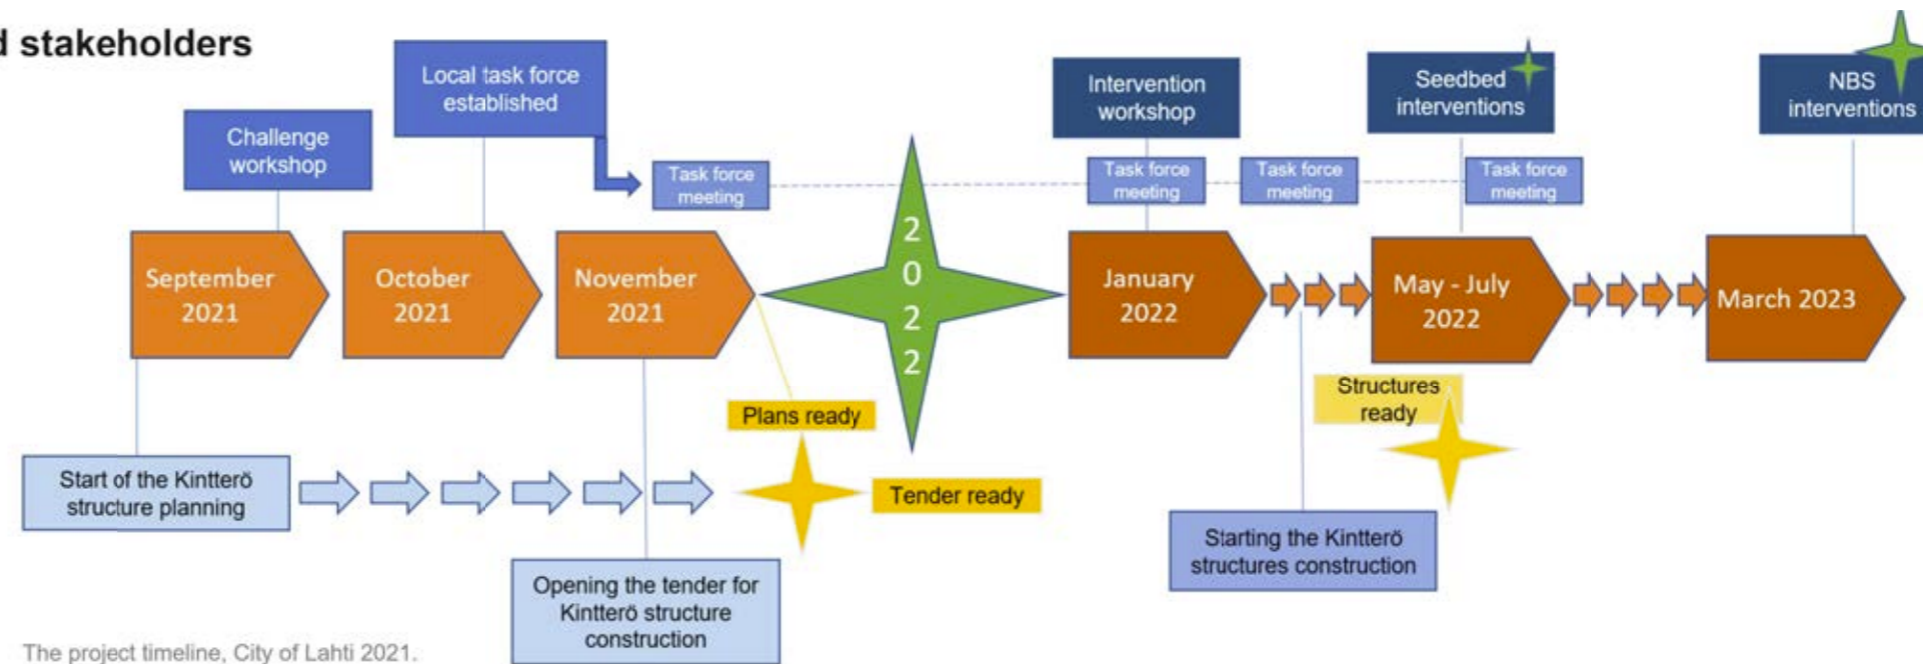 d stakeholders
Challenge
workshop
Local task force
established
Task force
meeting
Intervention
workshop
Task force
meeting
Task force
meeting
Seedbed
interventions
Task force
meeting
NBS
interventions
September
2021
October
2021
November
2021
2
0
2
2
January
2022
May - July
2022
March 2023
Plans ready
Tender ready
Structures
ready
Start of the Kintterö
structure planning
Opening the tender for
Kintterö structure
construction
Starting the Kintterö
structures construction
The project timeline, City of Lahti 2021.